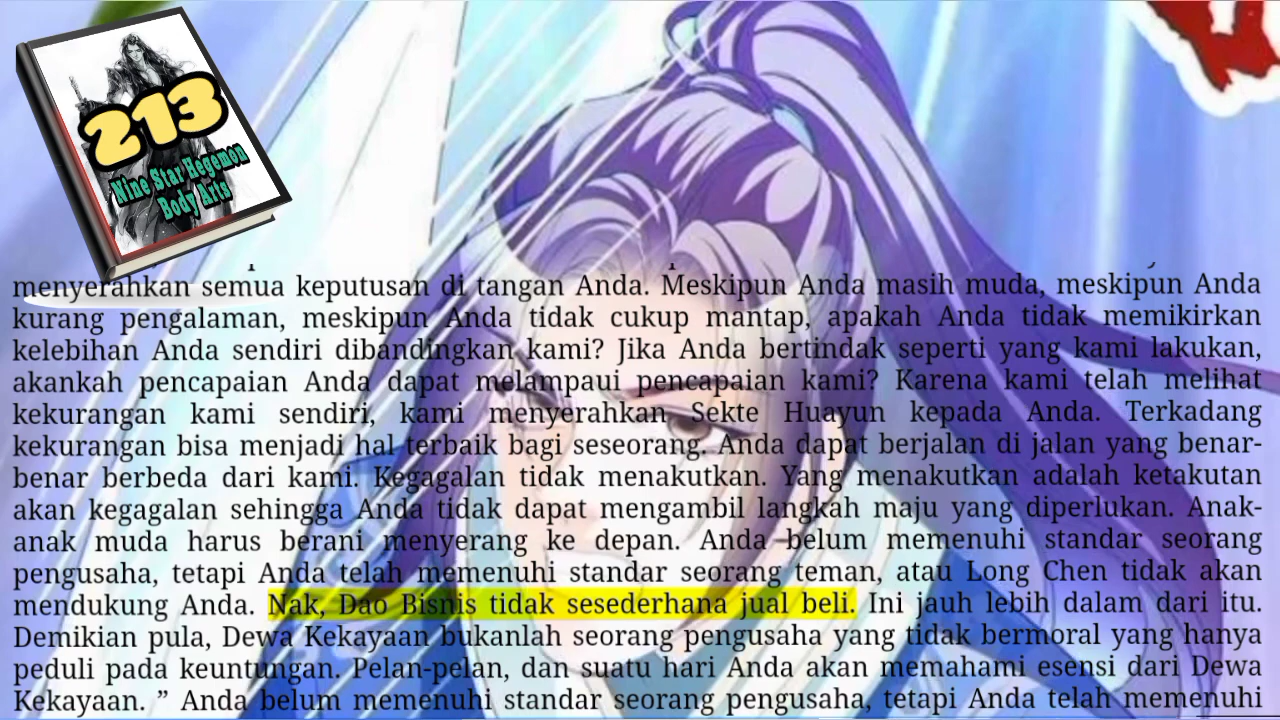 213
Nine Star Hegemon
Body Arts
menyerahkan semua keputusan di tangan Anda. Meskipun Anda masih muda, meskipun Anda
kurang pengalaman, meskipun Anda tidak cukup mantap, apakah Anda tidak memikirkan
kelebihan Anda sendiri dibandingkan kami? Jika Anda bertindak seperti yang kami lakukan,
akankah pencapaian Anda dapat melampaui pencapaian kami? Karena kami telah melihat
kekurangan kami sendiri, kami menyerahkan Sekte Huayun kepada Anda. Terkadang
kekurangan bisa menjadi hal terbaik bagi seseorang. Anda dapat berjalan di jalan yang benar-
benar berbeda dari kami. Kegagalan tidak menakutkan. Yang menakutkan adalah ketakutan
akan kegagalan sehingga Anda tidak dapat mengambil langkah maju yang diperlukan. Anak-
anak muda harus berani menyerang ke depan. Anda belum memenuhi standar seorang
pengusaha, tetapi Anda telah memenuhi standar seorang teman, atau Long Chen tidak akan
mendukung Anda. Nak, Dao Bisnis tidak sesederhana jual beli. Ini jauh lebih dalam dari itu.
Demikian pula, Dewa Kekayaan bukanlah seorang pengusaha yang tidak bermoral yang hanya
peduli pada keuntungan. Pelan-pelan, dan suatu hari Anda akan memahami esensi dari Dewa
Kekayaan. ” Anda belum memenuhi standar seorang pengusaha, tetapi Anda telah memenuhi